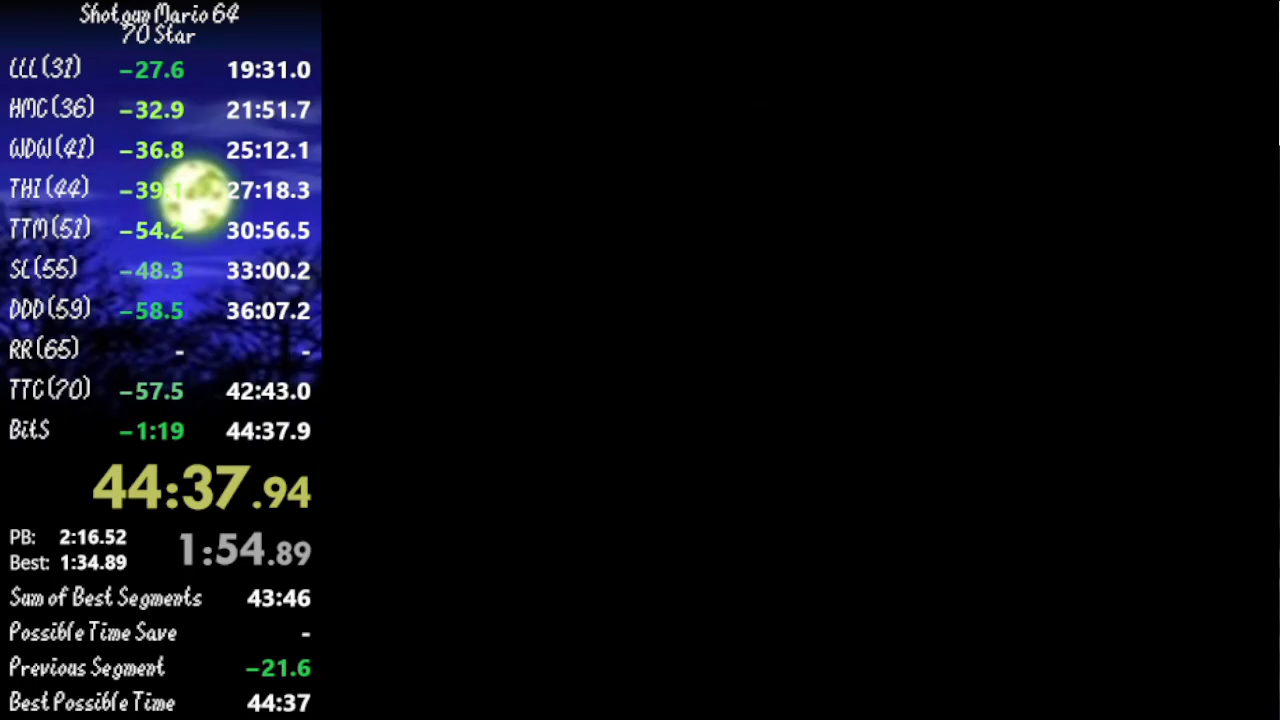 Shotgun Mario 64
70 Star
LLL(31) -27.6 19:31.0
HMC(36) -32.9 21:51.7
WDW(41) -36.8 25:12.1
THI(44) -39.1 27:18.3
TTM(51) -54.2 30:56.5
SL(55) -48.3 33:00.2
DDD(59) -58.5 36:07.2
RR(65) - -
TTC(70) -57.5 42:43.0
BitS -1:19 44:37.9
44:37.94
PB: 2:16.52
1:54.89
Best: 1:34.89
Sum of Best Segments 43:46
Possible Time Save -
Previous Segment -21.6
Best Possible Time 44:37